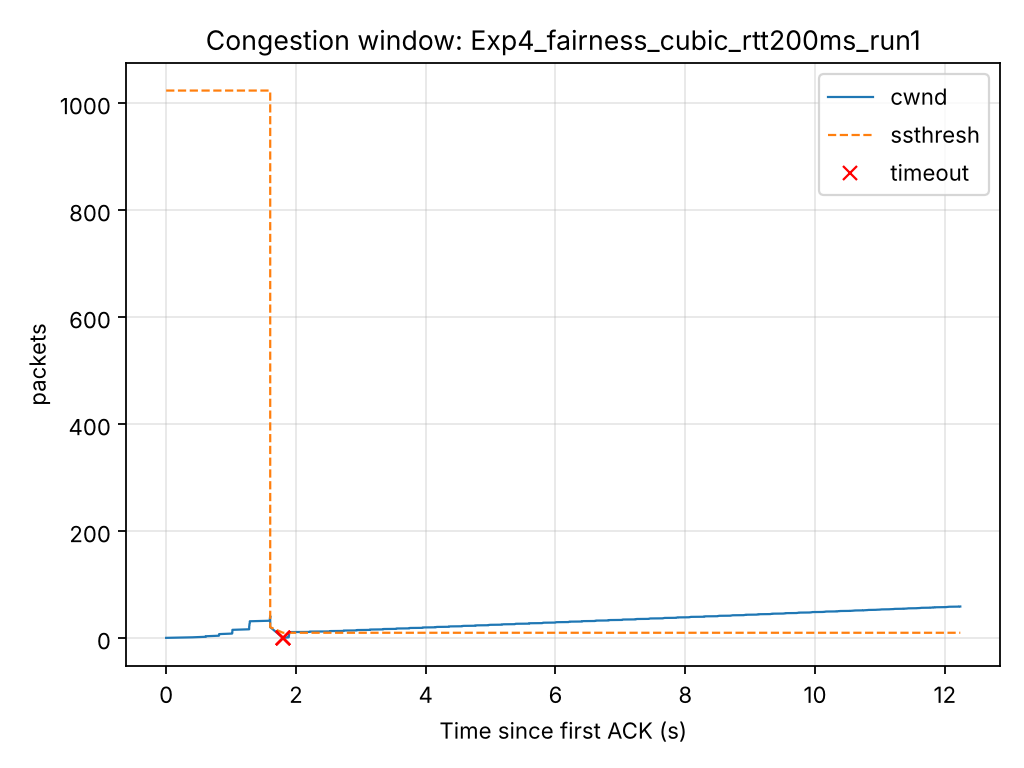 Congestion window: Exp4_fairness_cubic_rtt200ms_run1
cwnd
ssthresh
timeout
1000
800
600
400
200
0
packets
0 2 4 6 8 10 12
Time since first ACK (s)